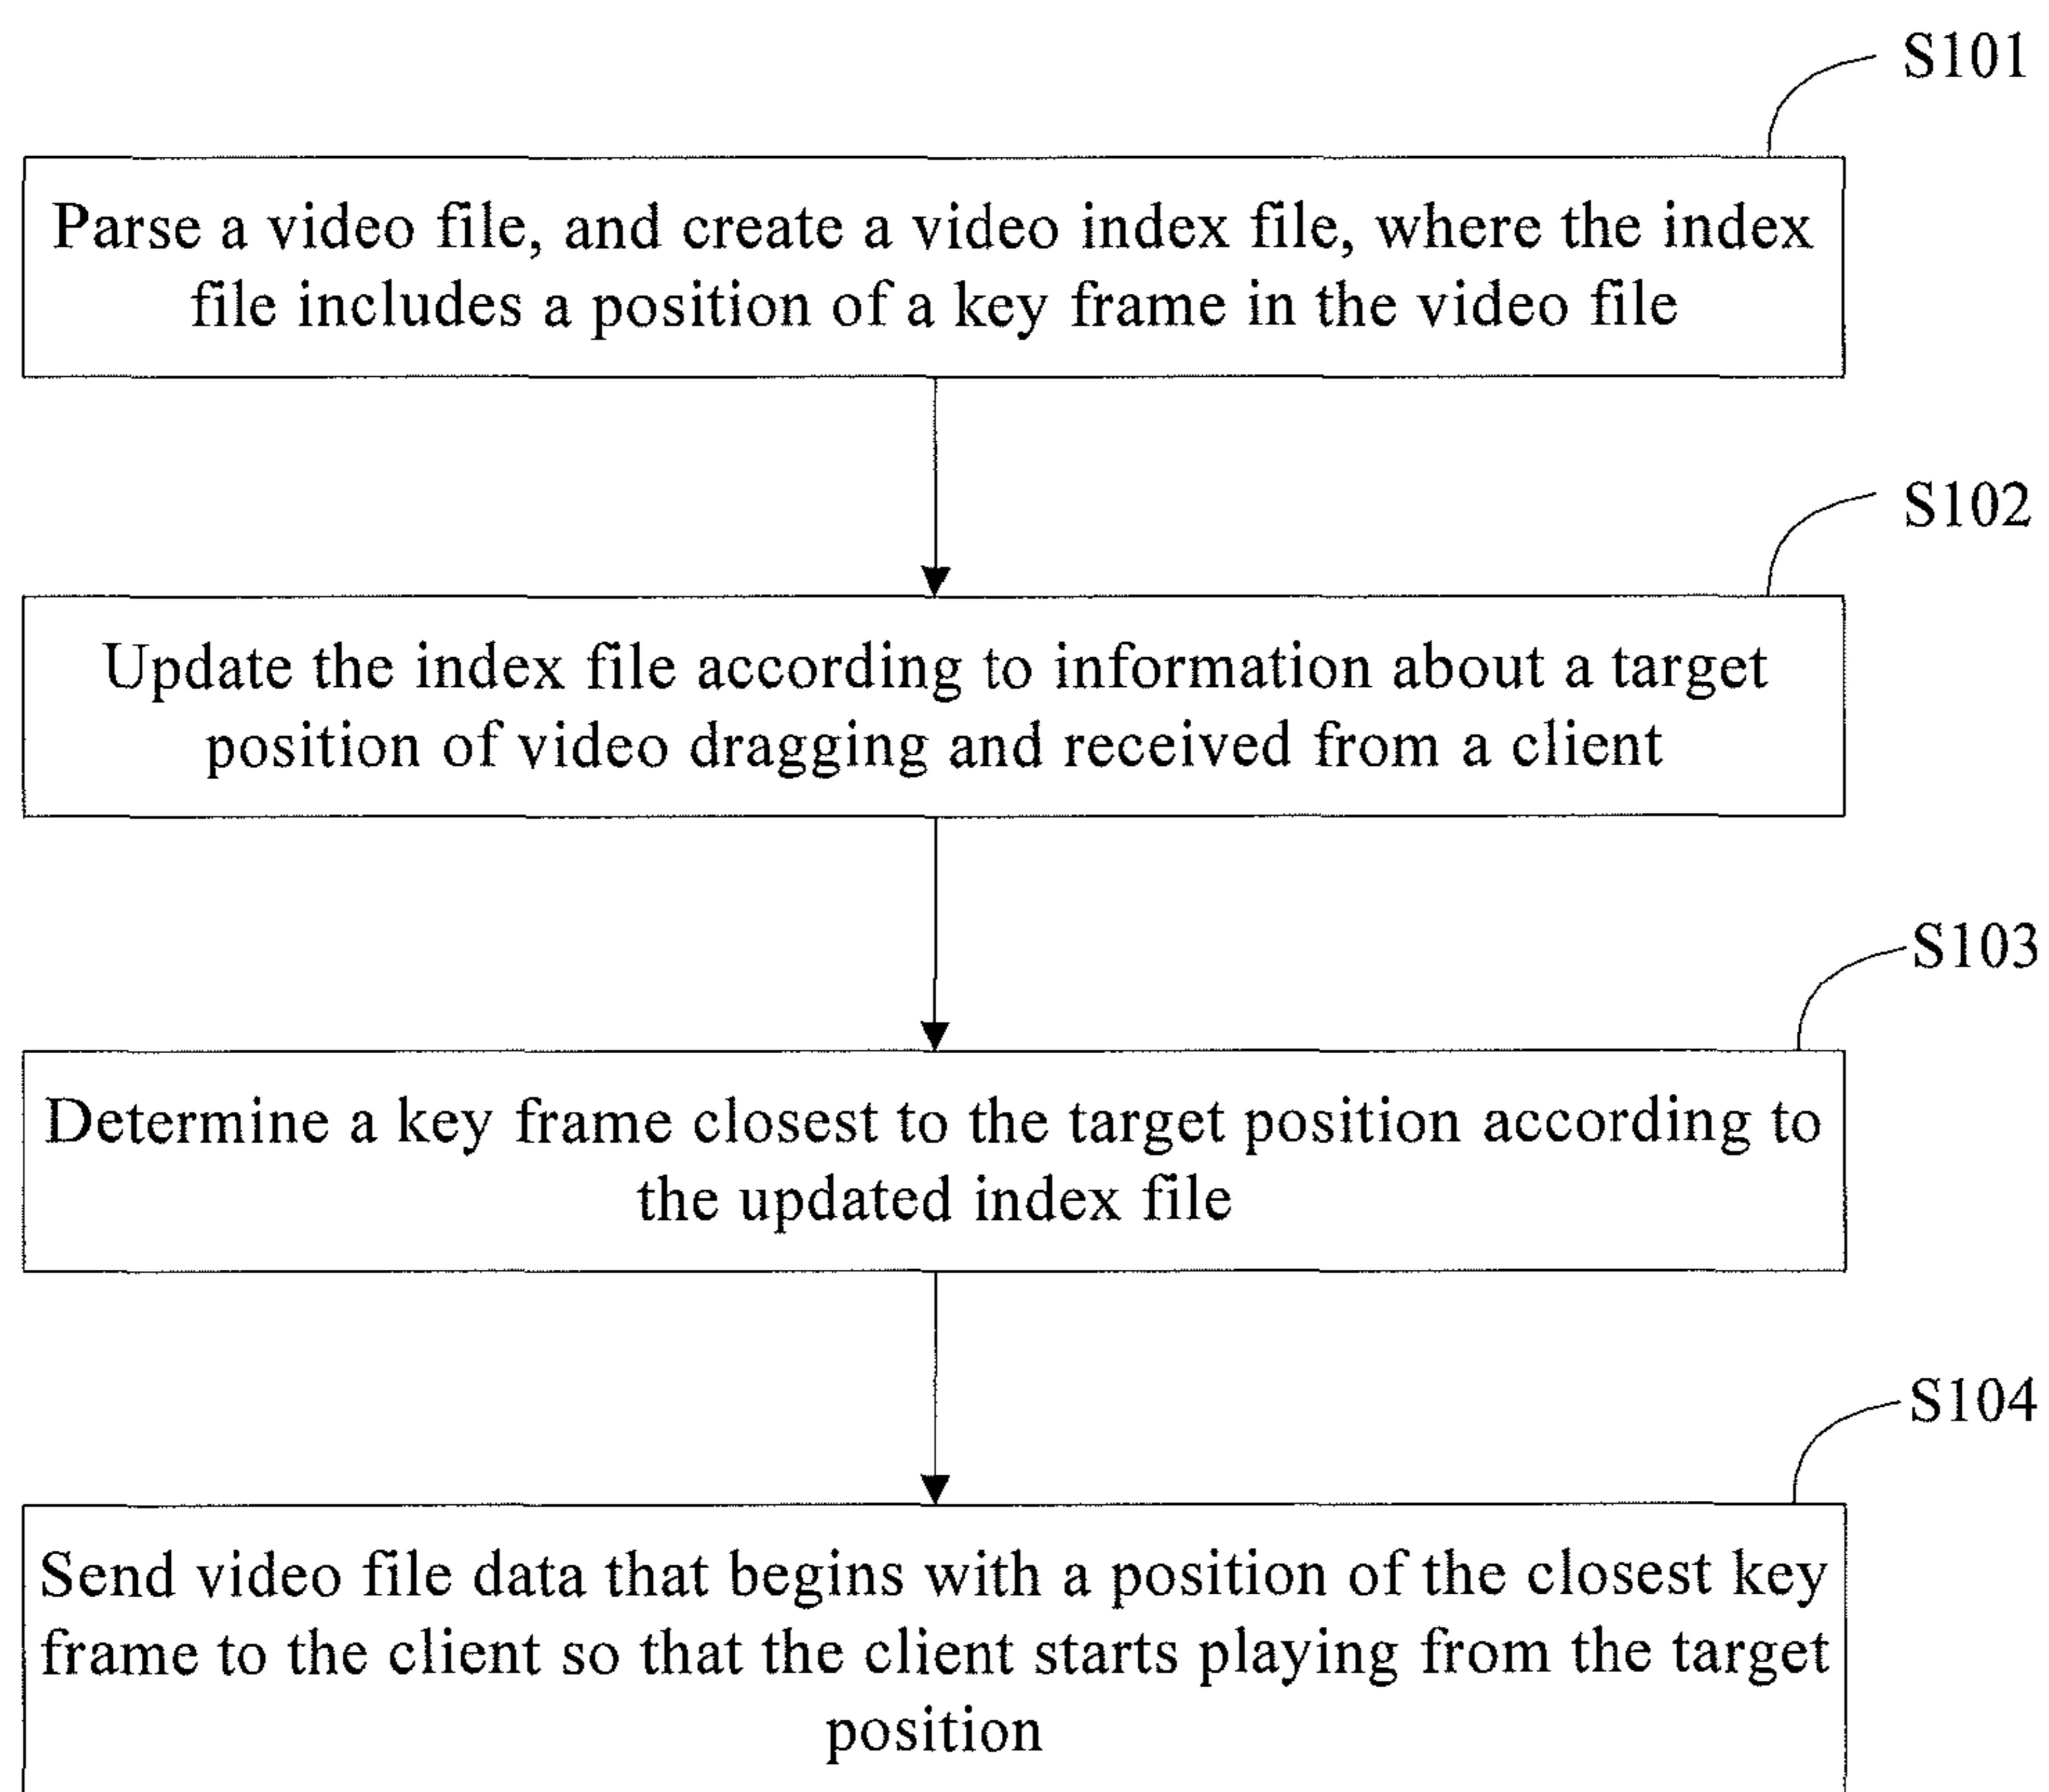 S101
Parse a video file, and create a video index file, where the index
file includes a position of a key frame in the video file
S102
Update the index file according to information about a target
position of video dragging and received from a client
S103
Determine a key frame closest to the target position according to
the updated index file
S104
Send video file data that begins with a position of the closest key
frame to the client so that the client starts playing from the target
position